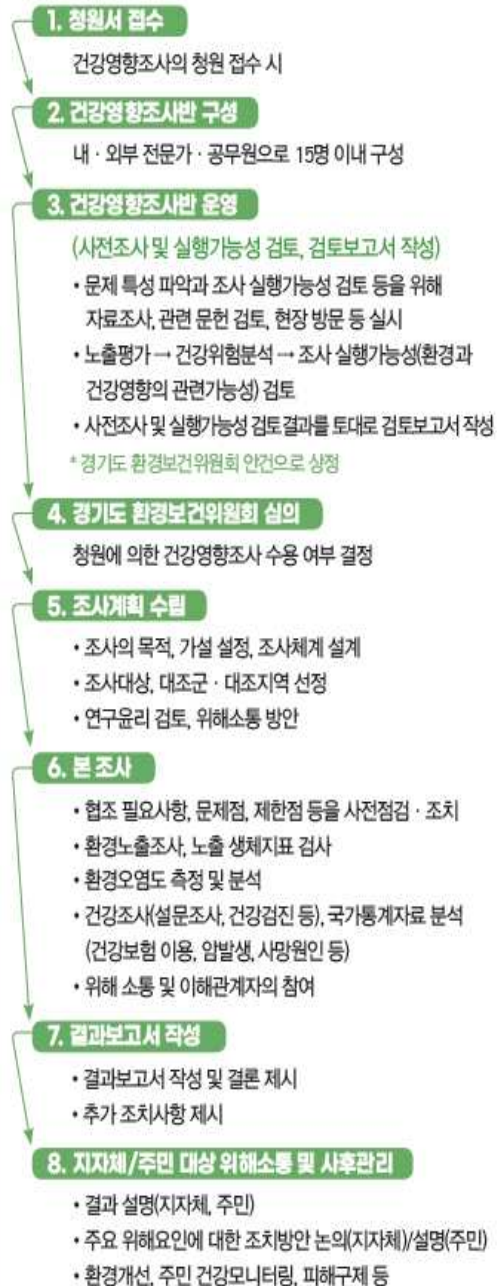 1. 청원서 접수
건강영향조사의 청원 접수 시
2. 건강영향조사반 구성
내 · 외부 전문가 · 공무원으로 15명 이내 구성
3. 건강영향조사반 운영
(사전조사 및 실행가능성 검토, 검토보고서 작성)
• 문제 특성 파악과 조사 실행가능성 검토 등을 위해
자료조사, 관련 문헌 검토, 현장 방문 등 실시
• 노출평가 → 건강위험분석 → 조사 실행가능성(환경과
건강영향의 관련가능성) 검토
• 사전조사 및 실행가능성 검토결과를 토대로 검토보고서 작성
* 경기도 환경보건위원회 안건으로 상정
4. 경기도 환경보건위원회 심의
청원에 의한 건강영향조사 수용 여부 결정
5. 조사계획 수립
• 조사의 목적, 가설 설정, 조사체계 설계
• 조사대상, 대조군 · 대조지역 선정
• 연구윤리 검토, 위해소통 방안
6. 본 조사
• 협조 필요사항, 문제점, 제한점 등을 사전점검 · 조치
• 환경노출조사, 노출 생체지표 검사
• 환경오염도 측정 및 분석
• 건강조사(설문조사, 건강검진 등), 국가통계자료 분석
(건강보험 이용, 암발생, 사망원인 등)
• 위해 소통 및 이해관계자의 참여
7. 결과보고서 작성
• 결과보고서 작성 및 결론 제시
• 추가 조치사항 제시
8. 지자체/주민 대상 위해소통 및 사후관리
• 결과 설명(지자체, 주민)
• 주요 위해요인에 대한 조치방안 논의(지자체)/설명(주민)
• 환경개선, 주민 건강모니터링, 피해구제 등